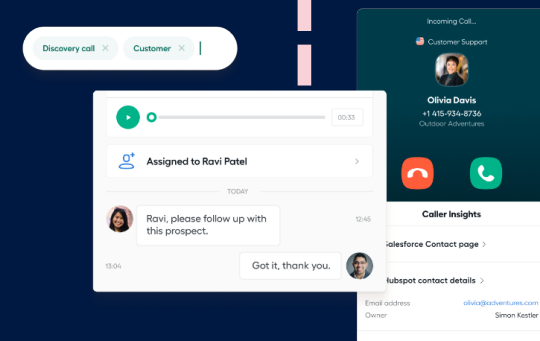 Discovery call
Customer
00:33
Assigned to Ravi Patel
TODAY
Ravi, please follow up with
this prospect.
12:45
13:04
Got it, thank you.
Incoming Call...
Customer Support
Olivia Davis
+1 415-934-8736
Outdoor Adventures
Caller Insights
Salesforce Contact page
Hubspot contact details
Email address
olivia@adventures.com
Owner
Simon Kestler